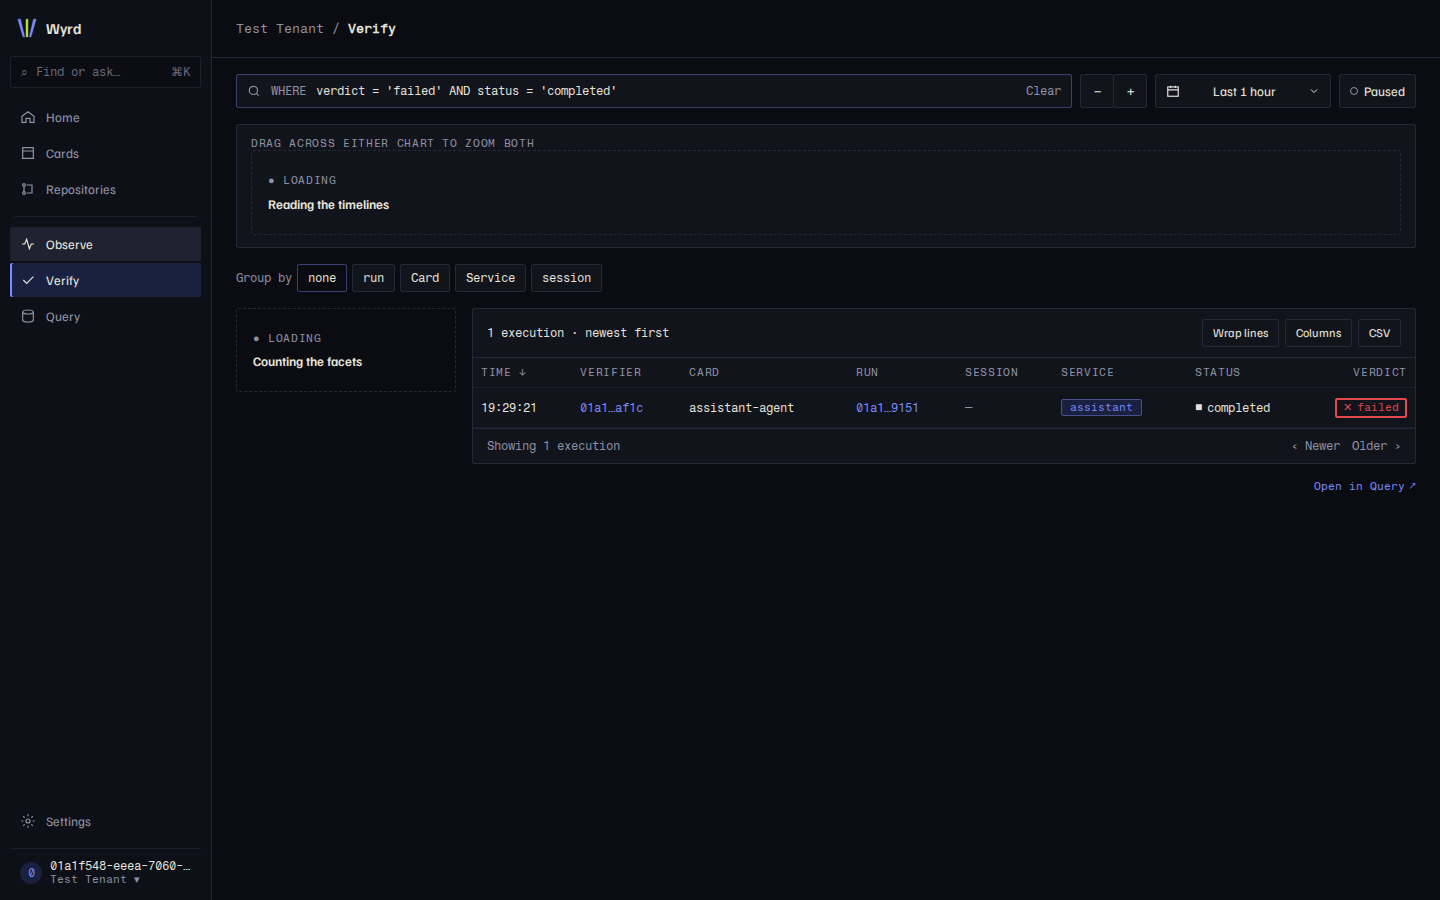 Wyrd
Test Tenant / Verify
Find or ask… ⌘K
Home
Cards
Repositories
Observe
Verify
Query
Settings
0
01a1f548-eeea-7060-…
Test Tenant ▾
WHERE verdict = 'failed' AND status = 'completed' Clear
− + Last 1 hour Paused
DRAG ACROSS EITHER CHART TO ZOOM BOTH
● LOADING
Reading the timelines
Group by none run Card Service session
● LOADING
Counting the facets
1 execution · newest first Wrap lines Columns CSV
TIME ↓ VERIFIER CARD RUN SESSION SERVICE STATUS VERDICT
19:29:21 01a1…af1c assistant-agent 01a1…9151 — assistant ■ completed ✕ failed
Showing 1 execution ‹ Newer Older ›
Open in Query ↗